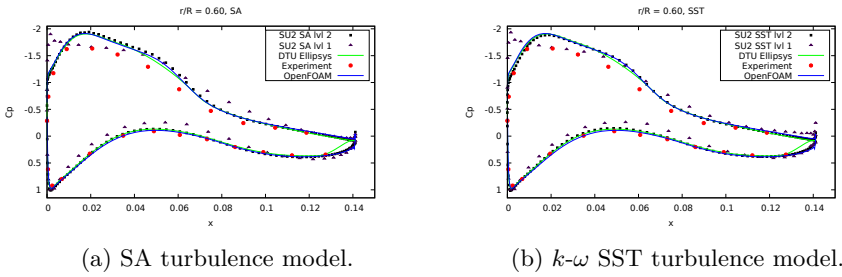 r/R = 0.60, SA
-2
-1.5
-1
-0.5
0
0.5
1
Cp
0
0.02
0.04
0.06
0.08
0.1
0.12
0.14
x
SU2 SA lvl 2
SU2 SA lvl 1
DTU Ellipsys
Experiment
OpenFOAM
(a) SA turbulence model.
r/R = 0.60, SST
-2
-1.5
-1
-0.5
0
0.5
1
Cp
0
0.02
0.04
0.06
0.08
0.1
0.12
0.14
x
SU2 SST lvl 2
SU2 SST lvl 1
DTU Ellipsys
Experiment
OpenFOAM
(b) k-ω SST turbulence model.